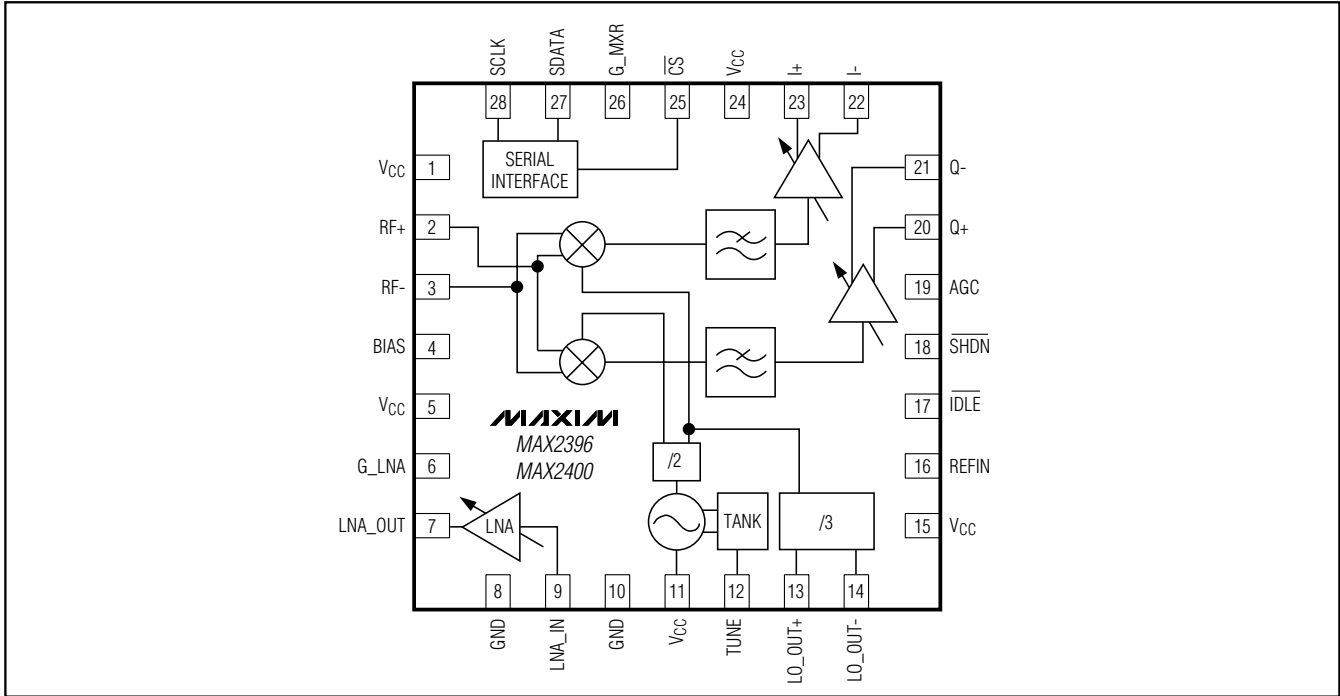 SCLK
SDATA
G_MXR
CS
VCC
I+
I-
28
27
26
25
24
23
22
SERIAL
INTERFACE
VCC 1
21 Q-
RF+ 2
20 Q+
RF- 3
19 AGC
BIAS 4
18 SHDN
VCC 5
17 IDLE
MAXIM
MAX2396
MAX2400
G_LNA 6
/2
16 REFIN
LNA_OUT 7
LNA
TANK
/3
15 VCC
8
9
10
11
12
13
14
GND
LNA_IN
GND
VCC
TUNE
LO_OUT+
LO_OUT-